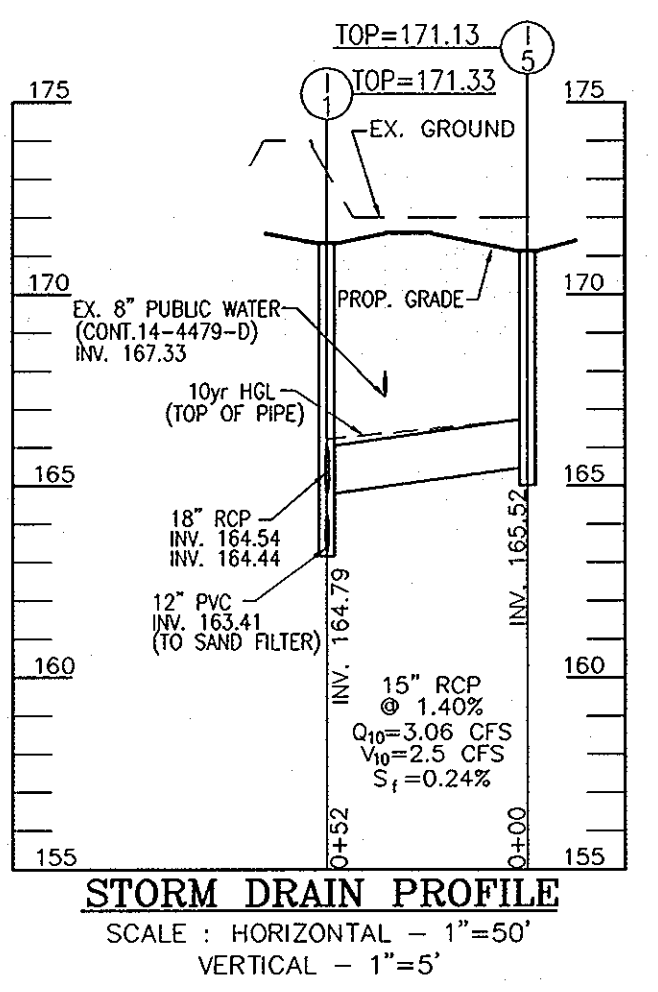 TOP=171.13
I
5
I
1
TOP=171.33
175
175
EX. GROUND
170
170
EX. 8" PUBLIC WATER
(CONT.14-4479-D)
INV. 167.33
PROP. GRADE
10yr HGL
(TOP OF PIPE)
165
165
18" RCP
INV. 164.54
INV. 164.44
12" PVC
INV. 163.41
(TO SAND FILTER)
INV. 164.79
INV. 165.52
160
160
15" RCP
@ 1.40%
Q10=3.06 CFS
V10=2.5 CFS
Sf=0.24%
0+52
0+00
155
155
STORM DRAIN PROFILE
SCALE : HORIZONTAL - 1"=50'
VERTICAL - 1"=5'